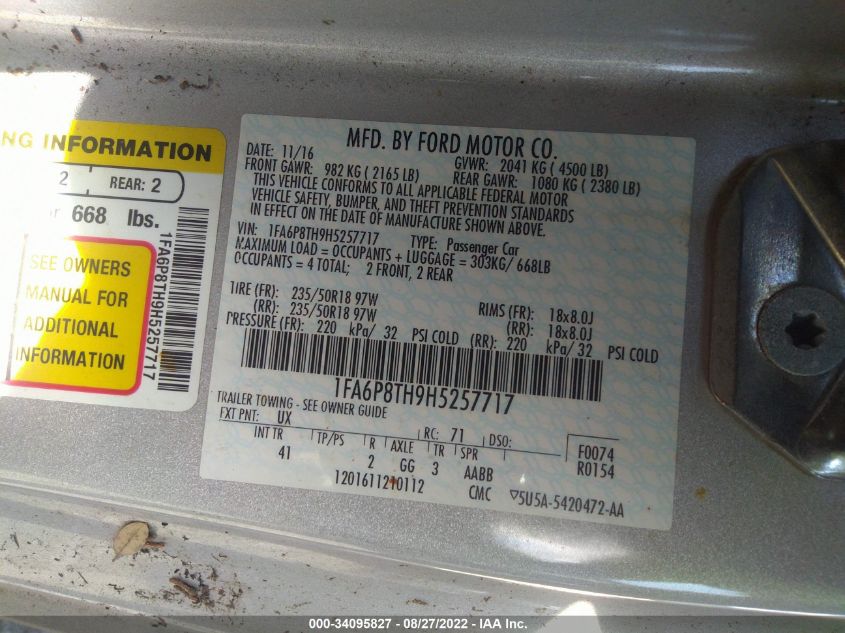 NG INFORMATION
2 REAR: 2
668 lbs.
SEE OWNERS
MANUAL FOR
ADDITIONAL
INFORMATION
1FA6P8TH9H5257717
MFD. BY FORD MOTOR CO.
DATE: 11/16 GVWR: 2041 KG ( 4500 LB)
FRONT GAWR: 982 KG ( 2165 LB) REAR GAWR: 1080 KG ( 2380 LB)
THIS VEHICLE CONFORMS TO ALL APPLICABLE FEDERAL MOTOR
VEHICLE SAFETY, BUMPER, AND THEFT PREVENTION STANDARDS
IN EFFECT ON THE DATE OF MANUFACTURE SHOWN ABOVE.
VIN: 1FA6P8TH9H5257717 TYPE: Passenger Car
MAXIMUM LOAD = OCCUPANTS + LUGGAGE = 303KG/ 668LB
OCCUPANTS = 4 TOTAL; 2 FRONT, 2 REAR
TIRE (FR): 235/50R18 97W RIMS (FR): 18x8.0J
(RR): 235/50R18 97W (RR): 18x8.0J
PRESSURE (FR): 220 kPa/ 32 PSI COLD (RR): 220 kPa/ 32 PSI COLD
1FA6P8TH9H5257717
TRAILER TOWING - SEE OWNER GUIDE
EXT PNT: UX RC: 71 DSO: F0074
INT TR TP/PS R AXLE TR SPR R0154
41 2 GG 3 AABB
1201611210112 CMC ▽5U5A-5420472-AA
000-34095827 - 08/27/2022 - IAA Inc.